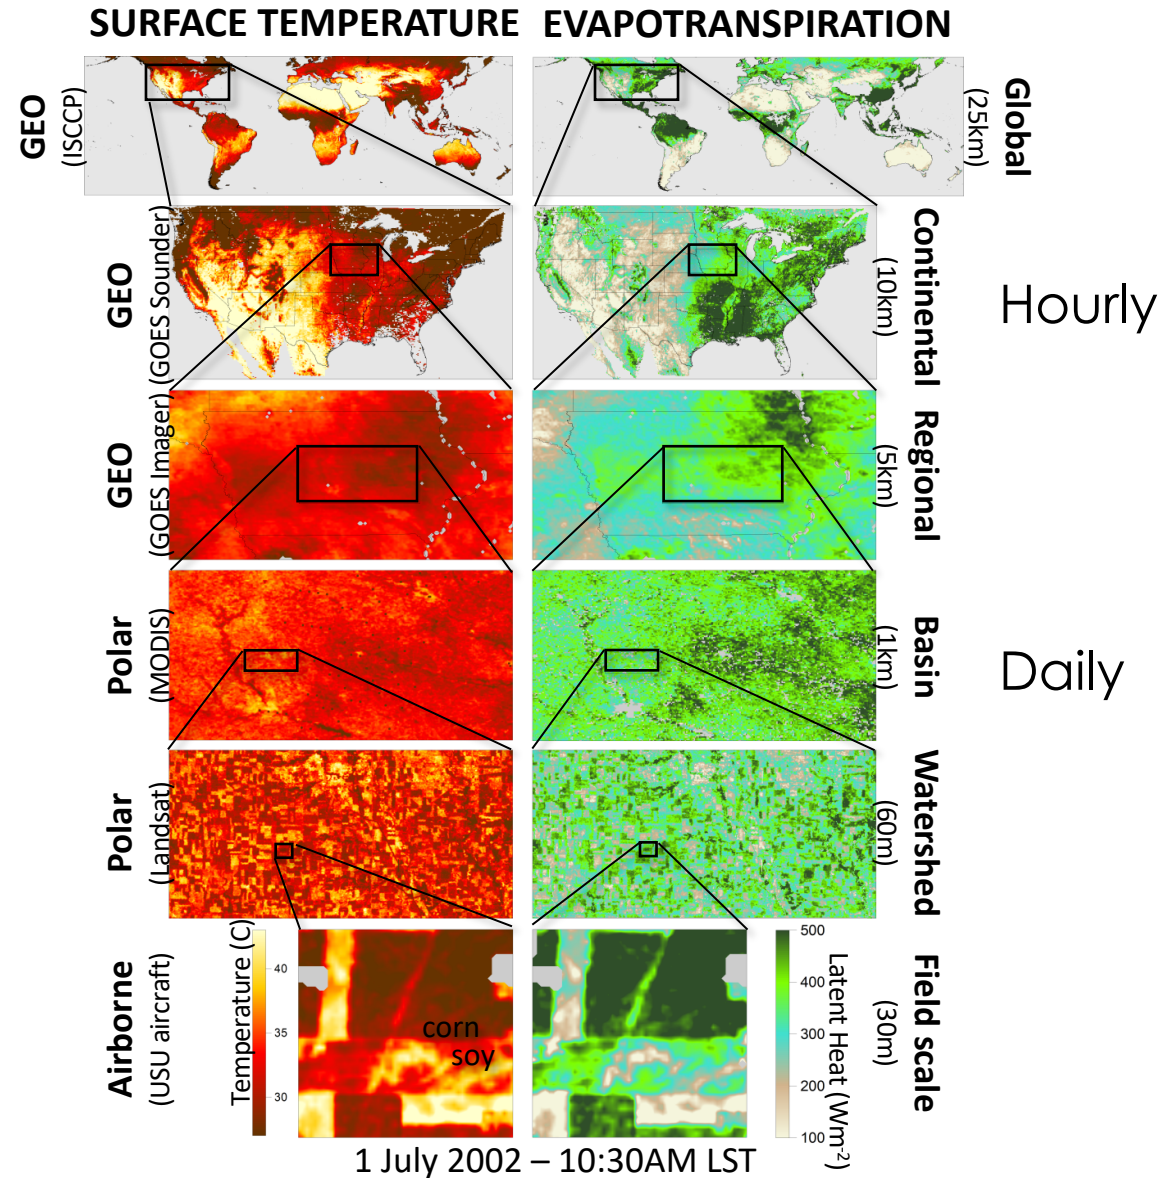 SURFACE TEMPERATURE
EVAPOTRANSPIRATION
GEO
(ISCCP)
Global
(25km)
GEO
(GOES Sounder)
Continental
(10km)
Hourly
GEO
(GOES Imager)
Regional
(5km)
Polar
(MODIS)
Basin
(1km)
Daily
Polar
(Landsat)
Watershed
(60m)
Airborne
(USU aircraft)
Temperature (C)
40
35
30
corn
soy
500
400
300
200
100
Latent Heat (Wm-2)
Field scale
(30m)
1 July 2002 – 10:30AM LST